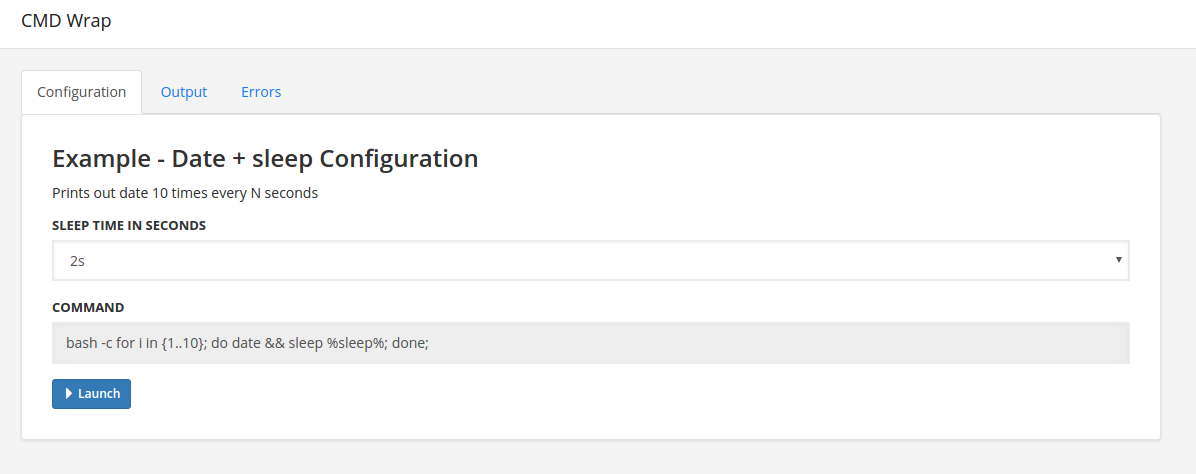 CMD Wrap
Configuration Output Errors
Example - Date + sleep Configuration
Prints out date 10 times every N seconds
SLEEP TIME IN SECONDS
2s
COMMAND
bash -c for i in {1..10}; do date && sleep %sleep%; done;
Launch